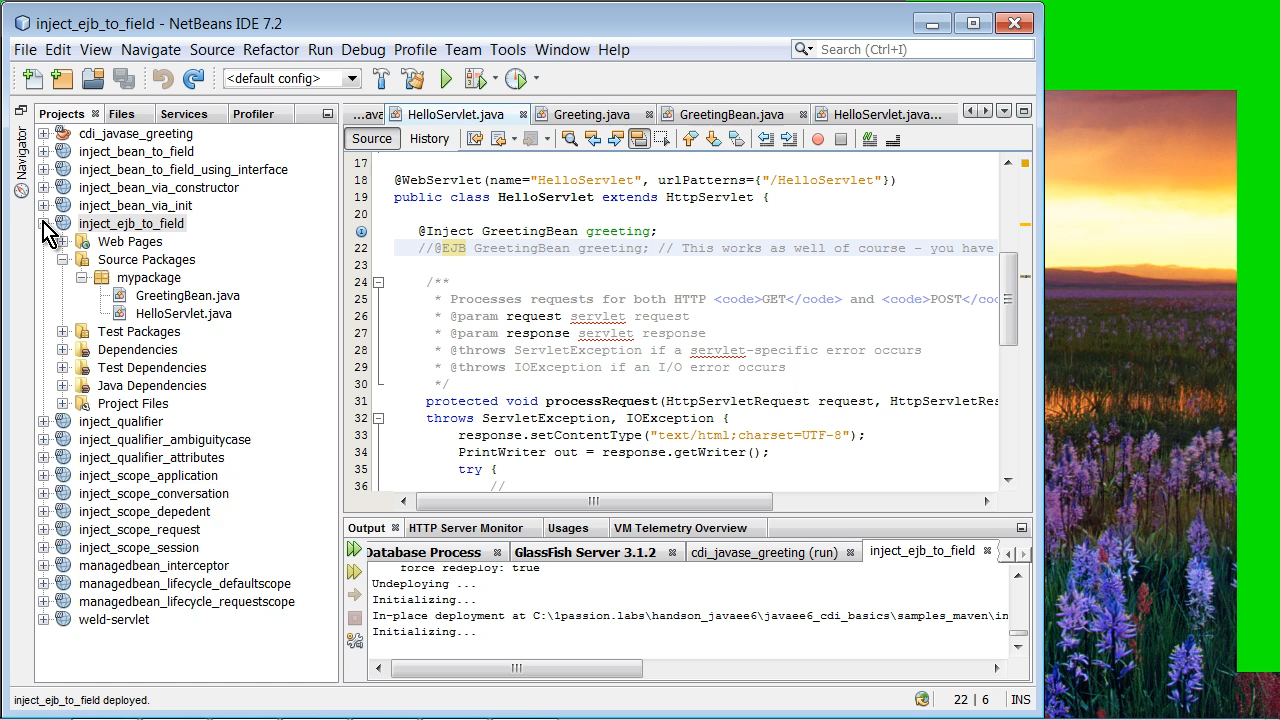 inject_ejb_to_field - NetBeans IDE 7.2
File Edit View Navigate Source Refactor Run Debug Profile Team Tools Window Help
Search (Ctrl+I)
<default config>
Projects Files Services Profiler
Navigator
cdi_javase_greeting
inject_bean_to_field
inject_bean_to_field_using_interface
inject_bean_via_constructor
inject_bean_via_init
inject_ejb_to_field
Web Pages
Source Packages
mypackage
GreetingBean.java
HelloServlet.java
Test Packages
Dependencies
Test Dependencies
Java Dependencies
Project Files
inject_qualifier
inject_qualifier_ambiguitycase
inject_qualifier_attributes
inject_scope_application
inject_scope_conversation
inject_scope_depedent
inject_scope_request
inject_scope_session
managedbean_interceptor
managedbean_lifecycle_defaultscope
managedbean_lifecycle_requestscope
weld-servlet
...ave HelloServlet.java Greeting.java GreetingBean.java HelloServlet.java...
Source History
17
18 @WebServlet(name="HelloServlet", urlPatterns={"/HelloServlet"})
19 public class HelloServlet extends HttpServlet {
20
21 @Inject GreetingBean greeting;
22 //@EJB GreetingBean greeting; // This works as well of course - you have
23
24 /**
25 * Processes requests for both HTTP <code>GET</code> and <code>POST</co
26 * @param request servlet request
27 * @param response servlet response
28 * @throws ServletException if a servlet-specific error occurs
29 * @throws IOException if an I/O error occurs
30 */
31 protected void processRequest(HttpServletRequest request, HttpServletRes
32 throws ServletException, IOException {
33 response.setContentType("text/html;charset=UTF-8");
34 PrintWriter out = response.getWriter();
35 try {
36 //
Output HTTP Server Monitor Usages VM Telemetry Overview
Database Process GlassFish Server 3.1.2 cdi_javase_greeting (run) inject_ejb_to_field
force redeploy: true
Undeploying ...
Initializing...
In-place deployment at C:\1passion.labs\handson_javaee6\javaee6_cdi_basics\samples_maven\in
Initializing...
inject_ejb_to_field deployed.
22 | 6 INS